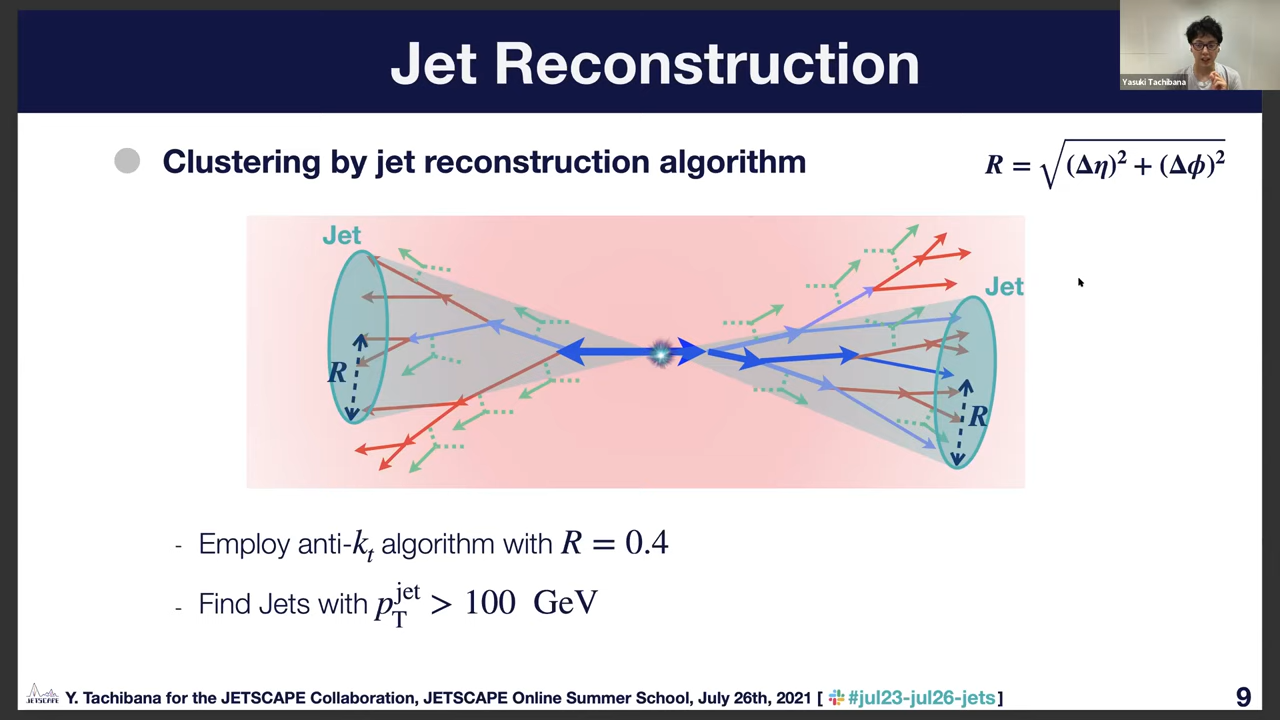 Jet Reconstruction
Yasuki Tachibana
Clustering by jet reconstruction algorithm
R = √(Δη)² + (Δϕ)²
Jet
Jet
R
R
- Employ anti-kₜ algorithm with R = 0.4
- Find Jets with p_T^jet > 100 GeV
JETSCAPE
Y. Tachibana for the JETSCAPE Collaboration, JETSCAPE Online Summer School, July 26th, 2021 [ #jul23-jul26-jets]
9